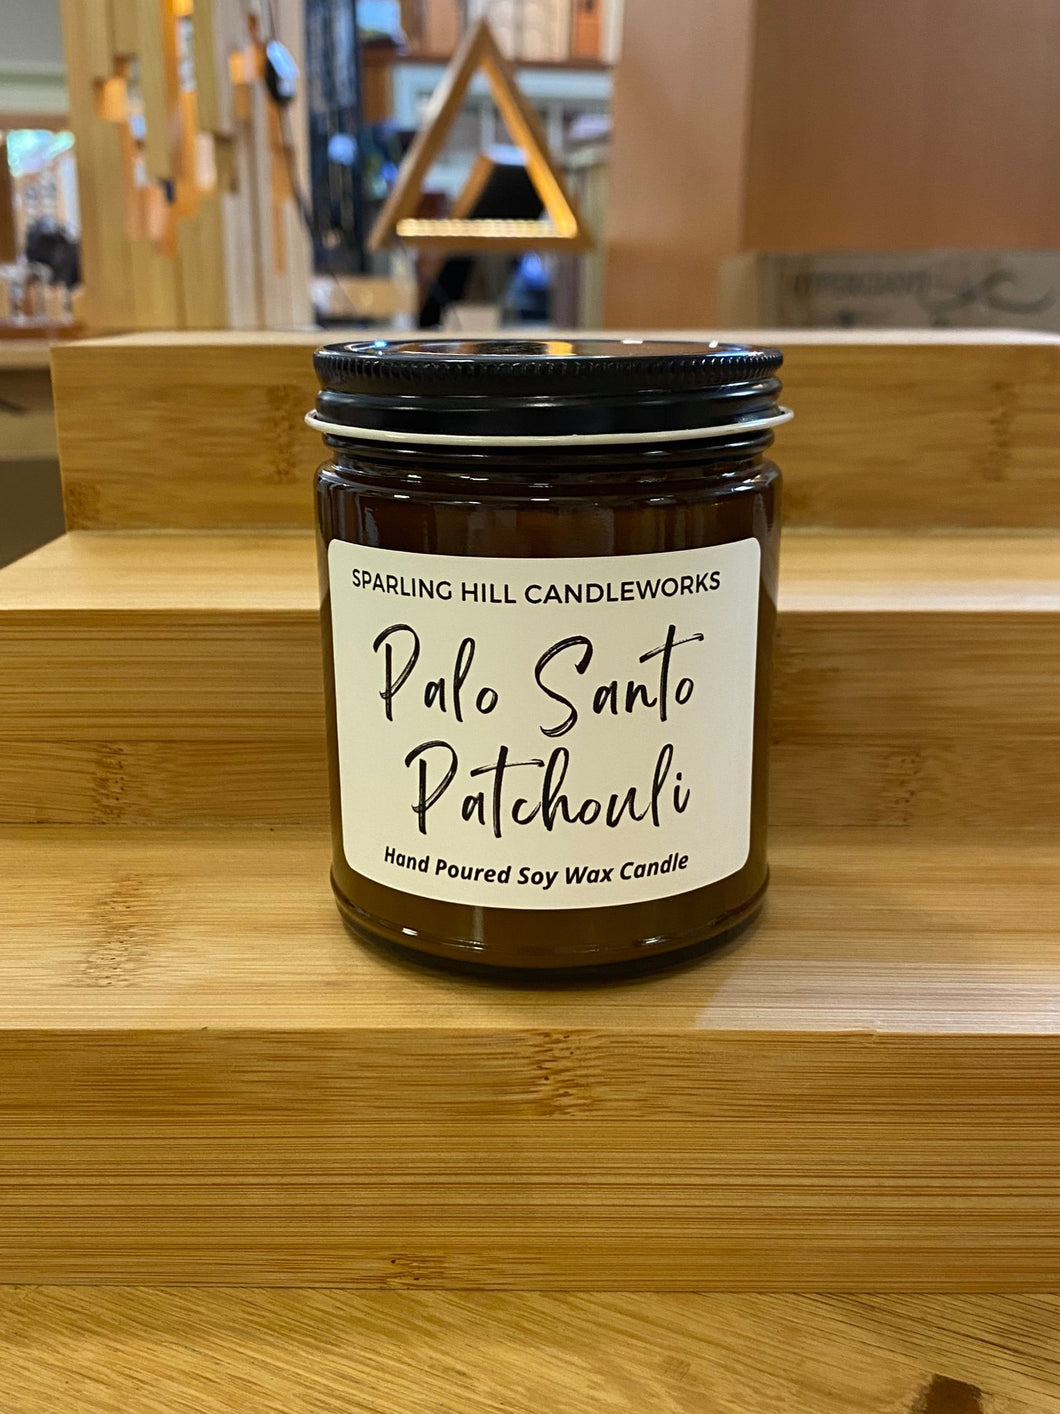 SPARLING HILL CANDLEWORKS
Palo Santo
Patchouli
Hand Poured Soy Wax Candle